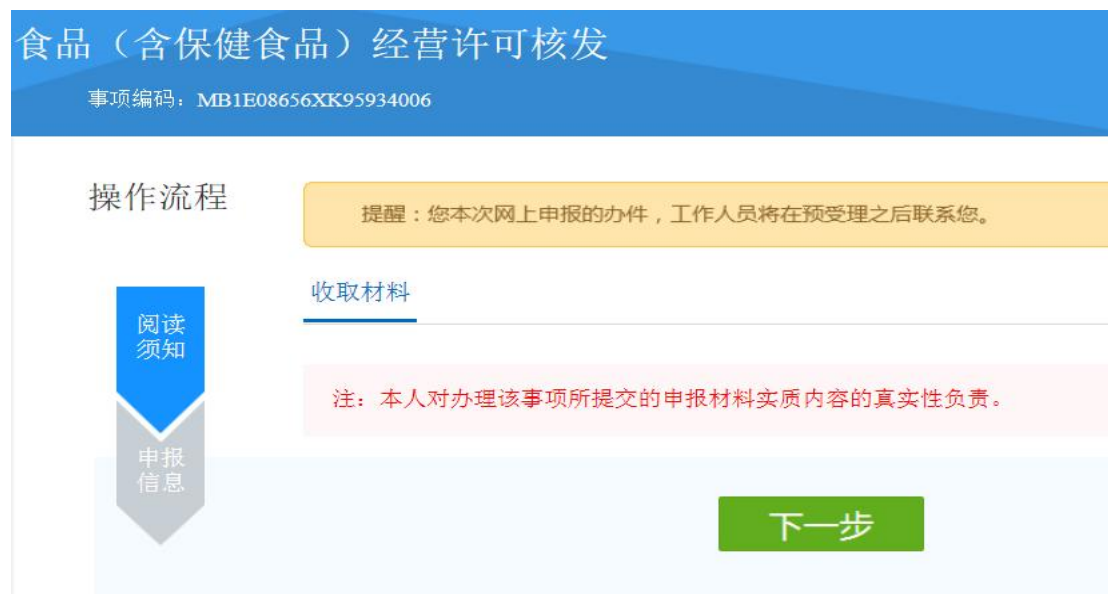 食品（含保健食品）经营许可核发
事项编码：MB1E08656XK95934006
操作流程
提醒：您本次网上申报的办件，工作人员将在预受理之后联系您。
收取材料
阅读
须知
注：本人对办理该事项所提交的申报材料实质内容的真实性负责。
申报
信息
下一步